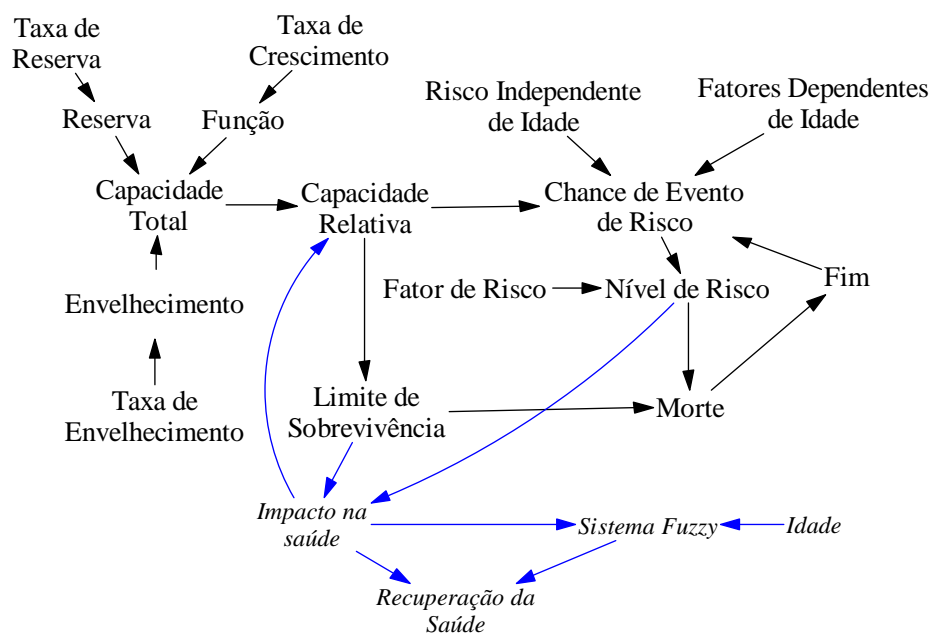 Taxa de
Reserva
Taxa de
Crescimento
Risco Independente
de Idade
Fatores Dependentes
de Idade
Reserva
Função
Capacidade
Total
Capacidade
Relativa
Chance de Evento
de Risco
Envelhecimento
Fator de Risco
Nível de Risco
Fim
Taxa de
Envelhecimento
Limite de
Sobrevivência
Morte
Impacto na
saúde
Sistema Fuzzy
Idade
Recuperação da
Saúde